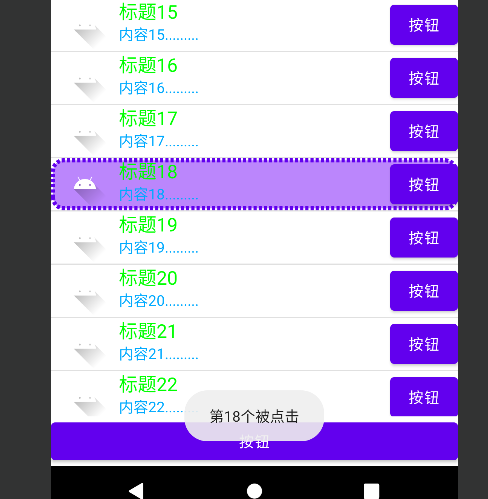 标题15
内容15.........
按钮
标题16
内容16.........
按钮
标题17
内容17.........
按钮
标题18
内容18.........
按钮
标题19
内容19.........
按钮
标题20
内容20.........
按钮
标题21
内容21.........
按钮
标题22
内容22.........
按钮
第18个被点击
按钮